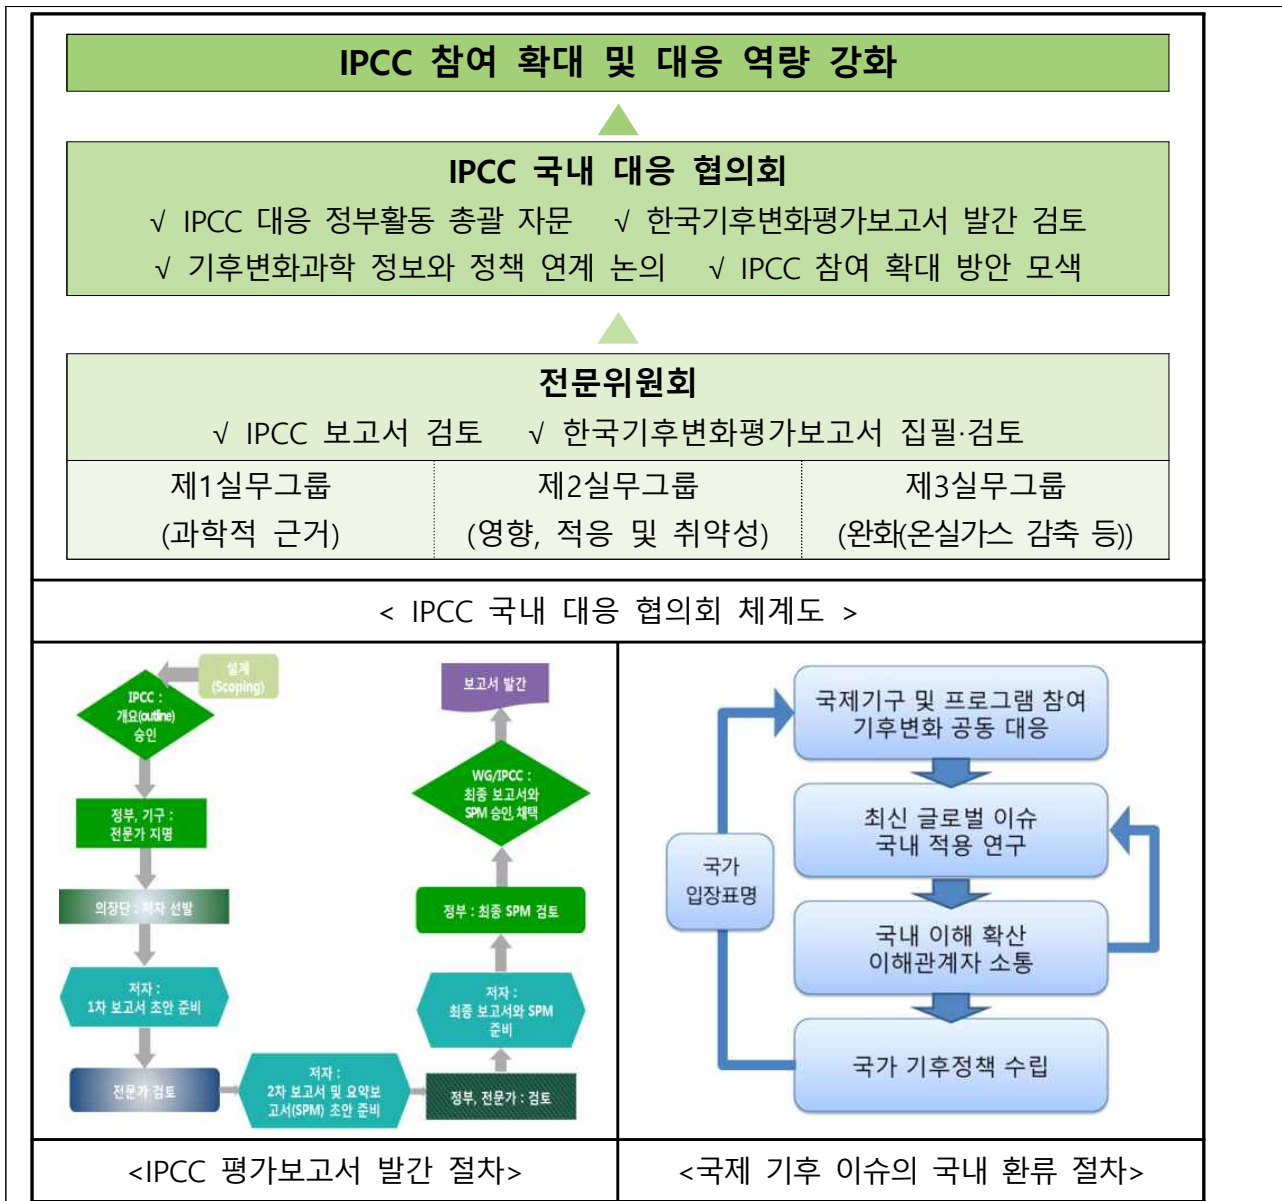 IPCC 참여 확대 및 대응 역량 강화
IPCC 국내 대응 협의회
√ IPCC 대응 정부활동 총괄 자문 √ 한국기후변화평가보고서 발간 검토
√ 기후변화과학 정보와 정책 연계 논의 √ IPCC 참여 확대 방안 모색
전문위원회
√ IPCC 보고서 검토 √ 한국기후변화평가보고서 집필·검토
제1실무그룹
(과학적 근거)
제2실무그룹
(영향, 적응 및 취약성)
제3실무그룹
(완화(온실가스 감축 등))
< IPCC 국내 대응 협의회 체계도 >
설계
(Scoping)
IPCC :
개요(outline)
승인
정부, 기구 :
전문가 지명
의장단 : 저자 선발
저자 :
1차 보고서 초안 준비
전문가 검토
저자 :
2차 보고서 및 요약보
고서(SPM) 초안 준비
정부, 전문가 : 검토
저자 :
최종 보고서와 SPM
준비
정부 : 최종 SPM 검토
WG/IPCC :
최종 보고서와
SPM 승인, 채택
보고서 발간
<IPCC 평가보고서 발간 절차>
국제기구 및 프로그램 참여
기후변화 공동 대응
최신 글로벌 이슈
국내 적용 연구
국가
입장표명
국내 이해 확산
이해관계자 소통
국가 기후정책 수립
<국제 기후 이슈의 국내 환류 절차>